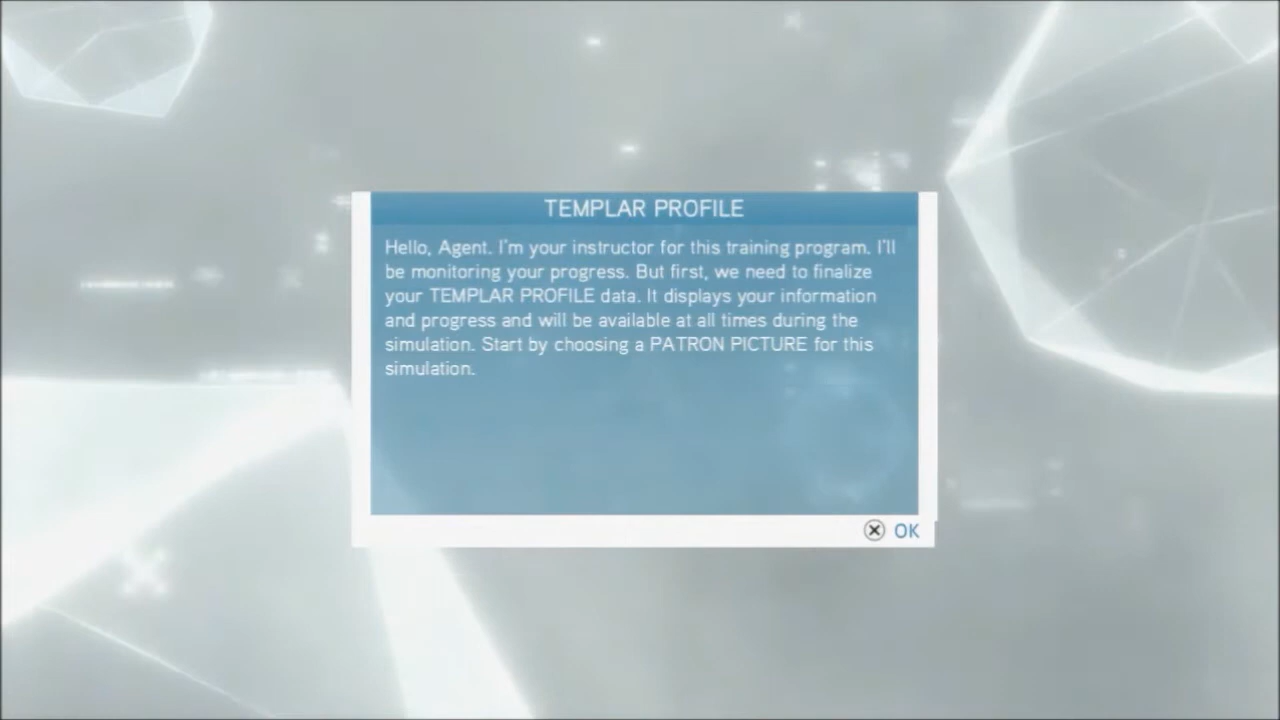 TEMPLAR PROFILE
Hello, Agent. I'm your instructor for this training program. I'll
be monitoring your progress. But first, we need to finalize
your TEMPLAR PROFILE data. It displays your information
and progress and will be available at all times during the
simulation. Start by choosing a PATRON PICTURE for this
simulation.
OK